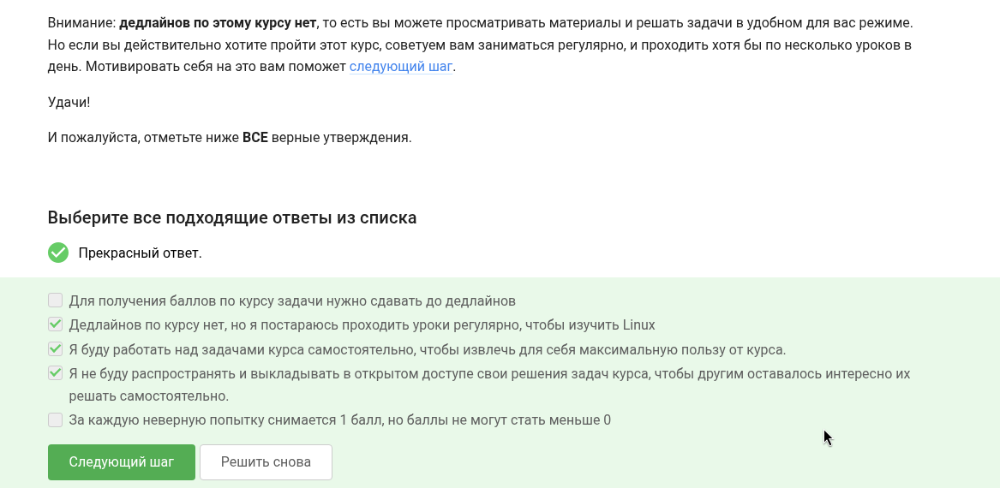 Внимание: дедлайнов по этому курсу нет, то есть вы можете просматривать материалы и решать задачи в удобном для вас режиме.
Но если вы действительно хотите пройти этот курс, советуем вам заниматься регулярно, и проходить хотя бы по несколько уроков в
день. Мотивировать себя на это вам поможет следующий шаг.
Удачи!
И пожалуйста, отметьте ниже ВСЕ верные утверждения.
Выберите все подходящие ответы из списка
Прекрасный ответ.
Для получения баллов по курсу задачи нужно сдавать до дедлайнов
Дедлайнов по курсу нет, но я постараюсь проходить уроки регулярно, чтобы изучить Linux
Я буду работать над задачами курса самостоятельно, чтобы извлечь для себя максимальную пользу от курса.
Я не буду распространять и выкладывать в открытом доступе свои решения задач курса, чтобы другим оставалось интересно их
решать самостоятельно.
За каждую неверную попытку снимается 1 балл, но баллы не могут стать меньше 0
Следующий шаг
Решить снова